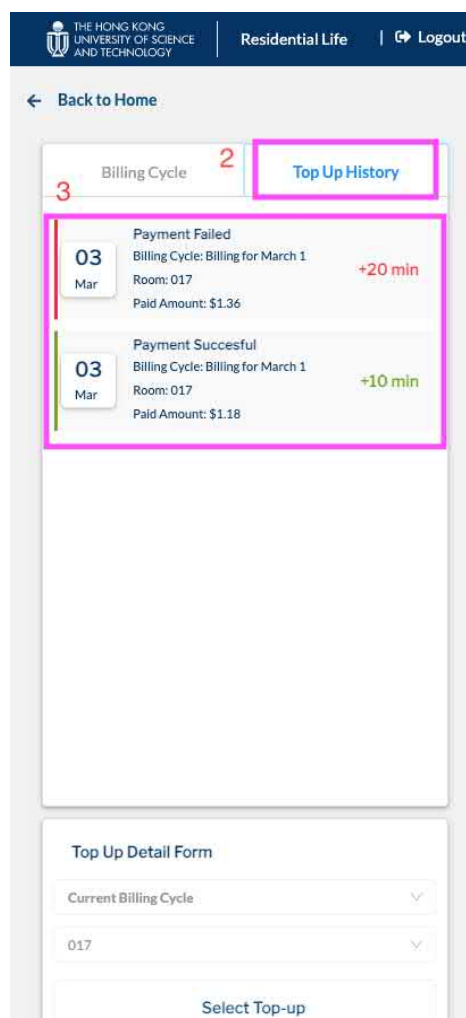 THE HONG KONG
UNIVERSITY OF SCIENCE
AND TECHNOLOGY
Residential Life
| Logout
← Back to Home
Billing Cycle
2
Top Up History
3
03
Mar
Payment Failed
Billing Cycle: Billing for March 1
Room: 017
Paid Amount: $1.36
+20 min
03
Mar
Payment Succesful
Billing Cycle: Billing for March 1
Room: 017
Paid Amount: $1.18
+10 min
Top Up Detail Form
Current Billing Cycle
017
Select Top-up